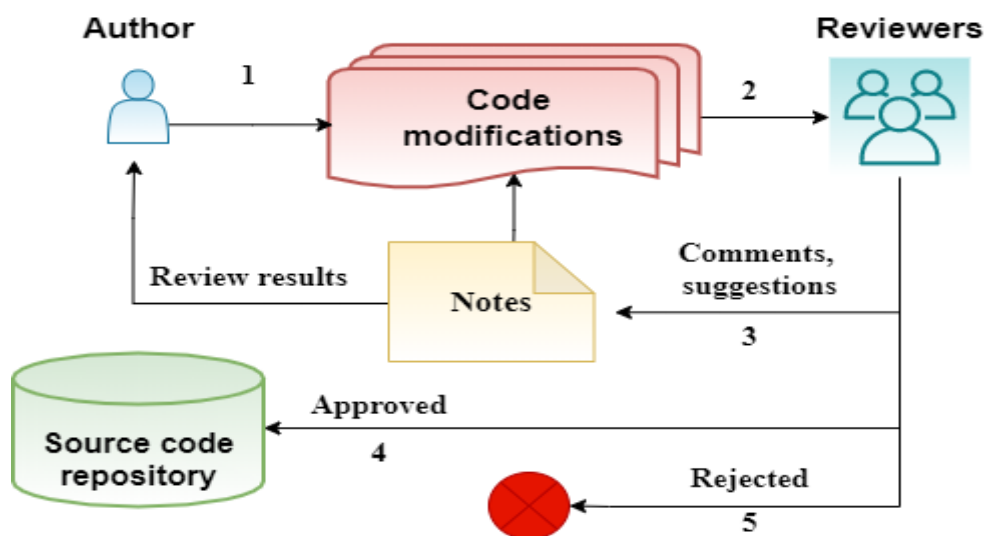 Author
Reviewers
1
Code
modifications
2
Comments,
suggestions
3
Review results
Notes
Approved
4
Source code
repository
Rejected
5